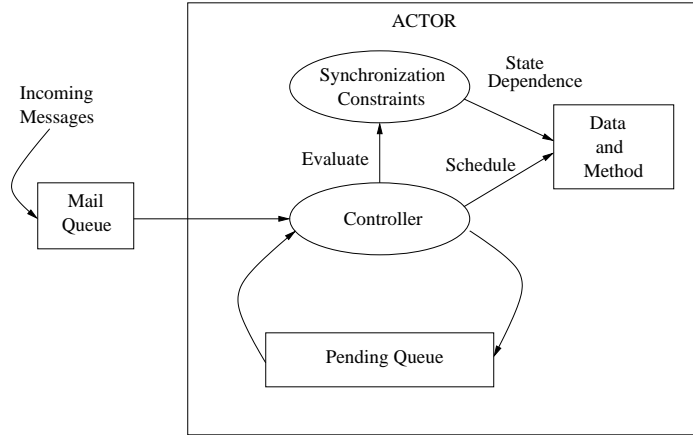 ACTOR
Incoming
Messages
Synchronization
Constraints
State
Dependence
Data
and
Method
Evaluate
Schedule
Mail
Queue
Controller
Pending Queue